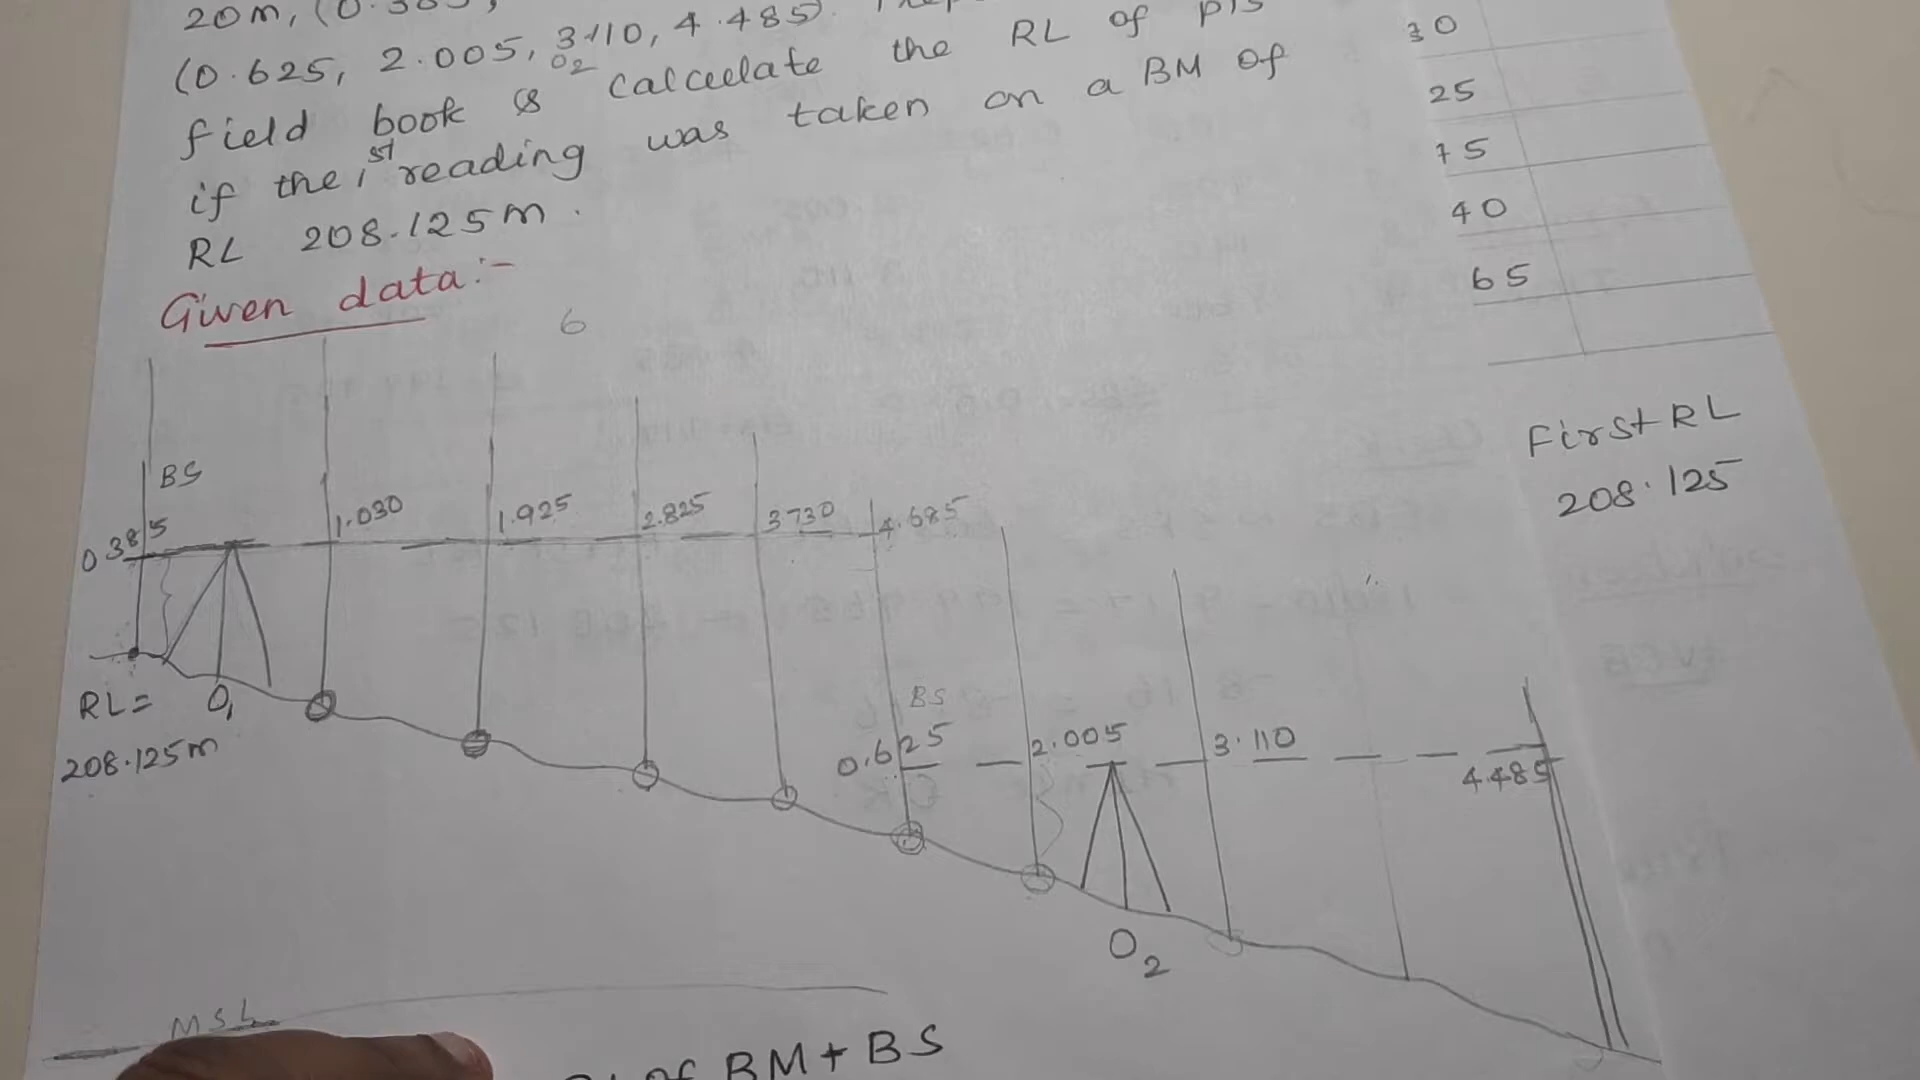 20m, (0.385,
(0.625, 2.005, 3.110, 4.485).
O2
field book & calculate the RL of pts
if the 1st reading was taken on a BM of
RL 208.125m.
Given data:-
6
30
25
75
40
65
First RL
208.125
BS
0.385
1.030
1.925
2.825
3730
4.685
RL=
208.125m
O1
BS
0.625
2.005
3.110
4.485
O2
MSL
of BM + BS